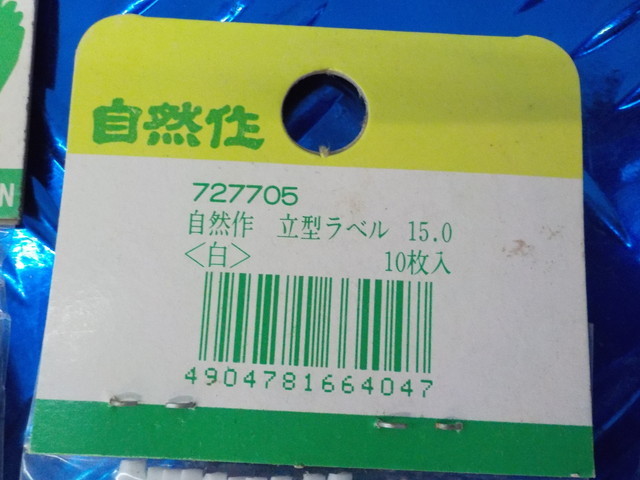 自然作
727705
自然作 立型ラベル 15.0
<白> 10枚入
4904781664047
N